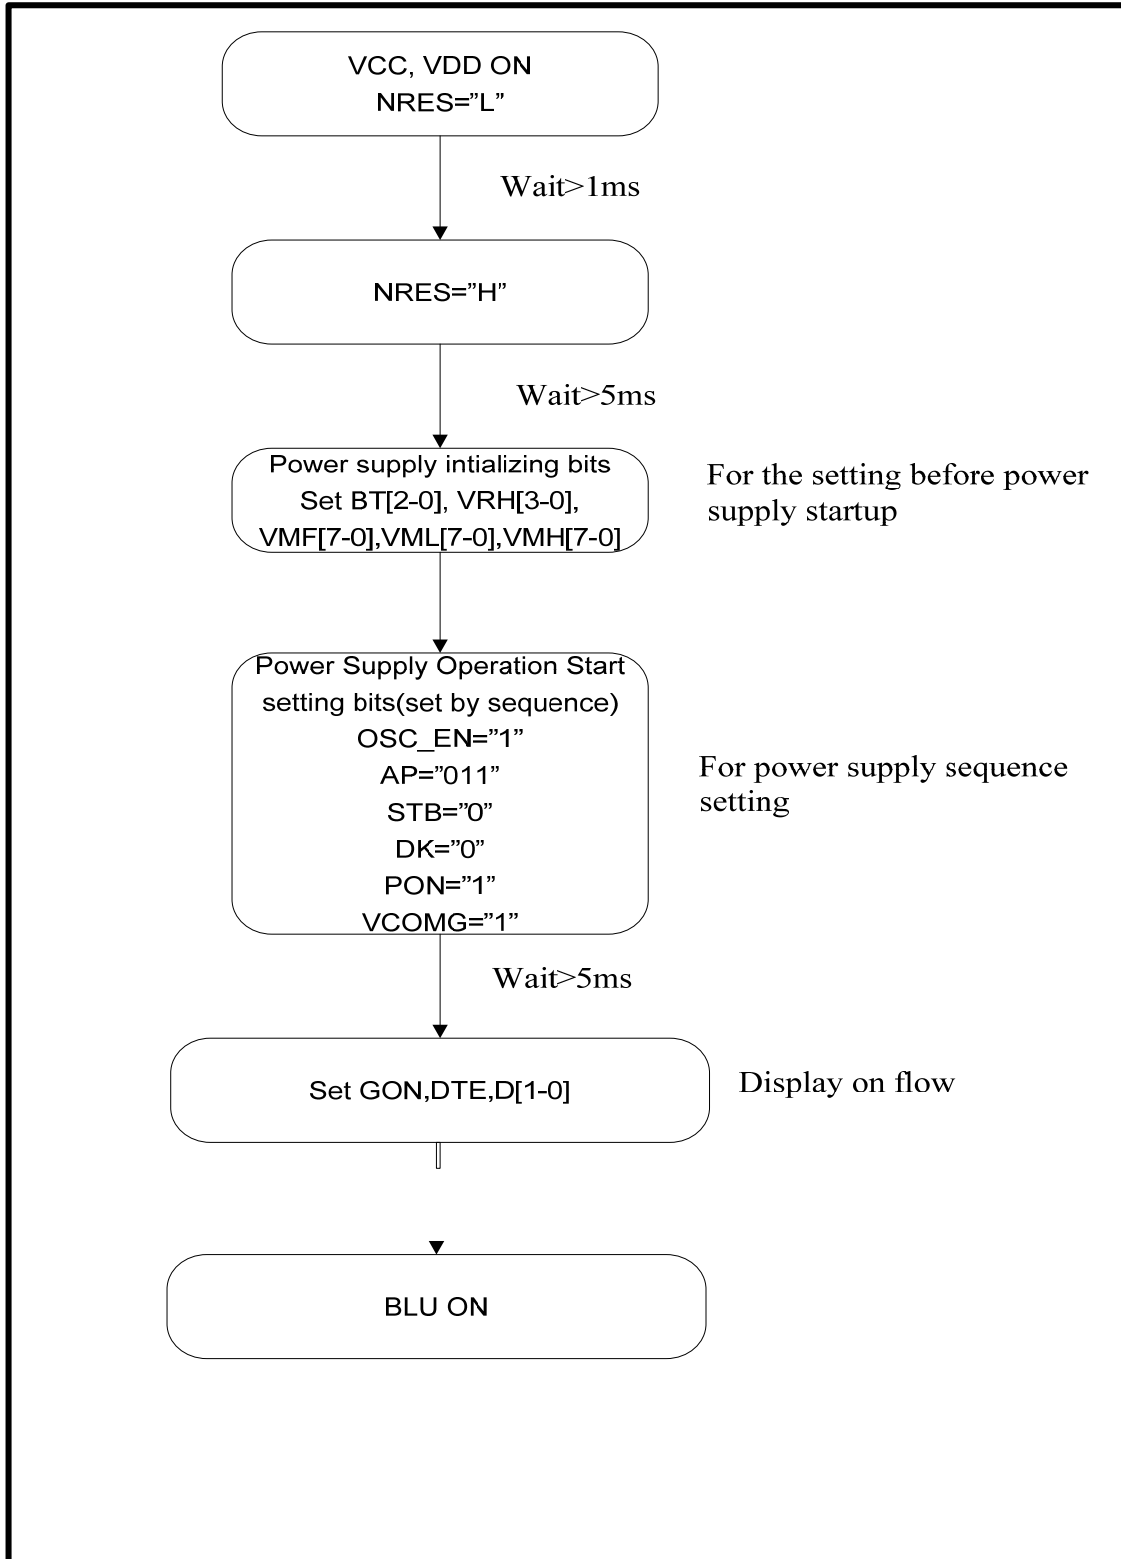 VCC, VDD ON
NRES=”L”
Wait>1ms
NRES=”H”
Wait>5ms
Power supply intializing bits
Set BT[2-0], VRH[3-0],
VMF[7-0],VML[7-0],VMH[7-0]
For the setting before power
supply startup
Power Supply Operation Start
setting bits(set by sequence)
OSC_EN=”1”
AP=”011”
STB=”0”
DK=”0”
PON=”1”
VCOMG=”1”
For power supply sequence
setting
Wait>5ms
Set GON,DTE,D[1-0]
Display on flow
BLU ON